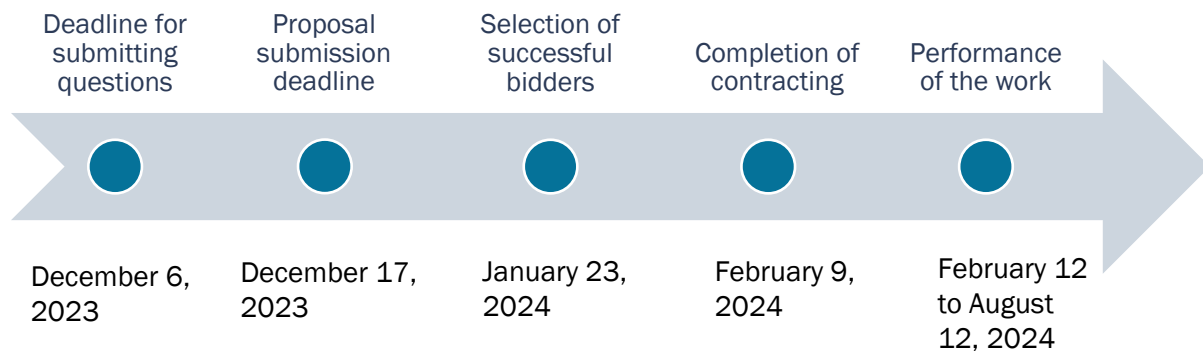 Deadline for
submitting
questions
Proposal
submission
deadline
Selection of
successful
bidders
Completion of
contracting
Performance
of the work
December 6,
2023
December 17,
2023
January 23,
2024
February 9,
2024
February 12
to August
12, 2024